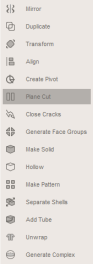 Mirror
Duplicate
Transform
Align
Create Pivot
Plane Cut
Close Cracks
Generate Face Groups
Make Solid
Hollow
Make Pattern
Separate Shells
Add Tube
Unwrap
Generate Complex